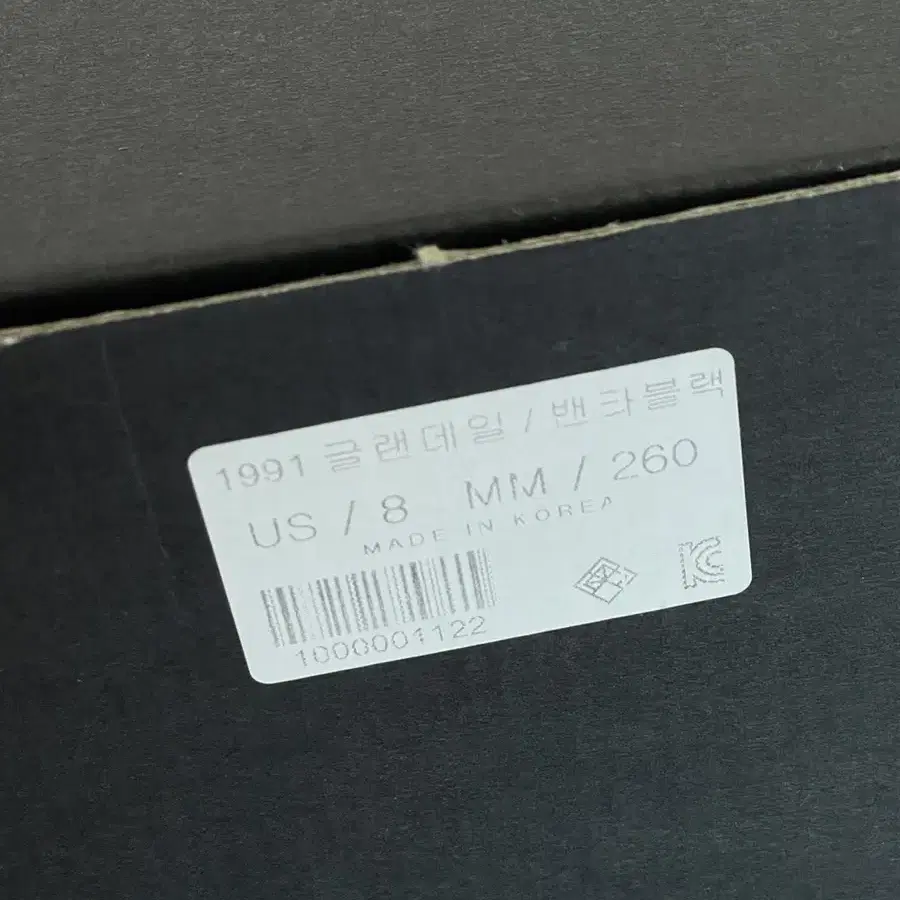 1991 글랜데일 / 밴타블랙
US / 8 MM / 260
MADE IN KOREA
1000001122